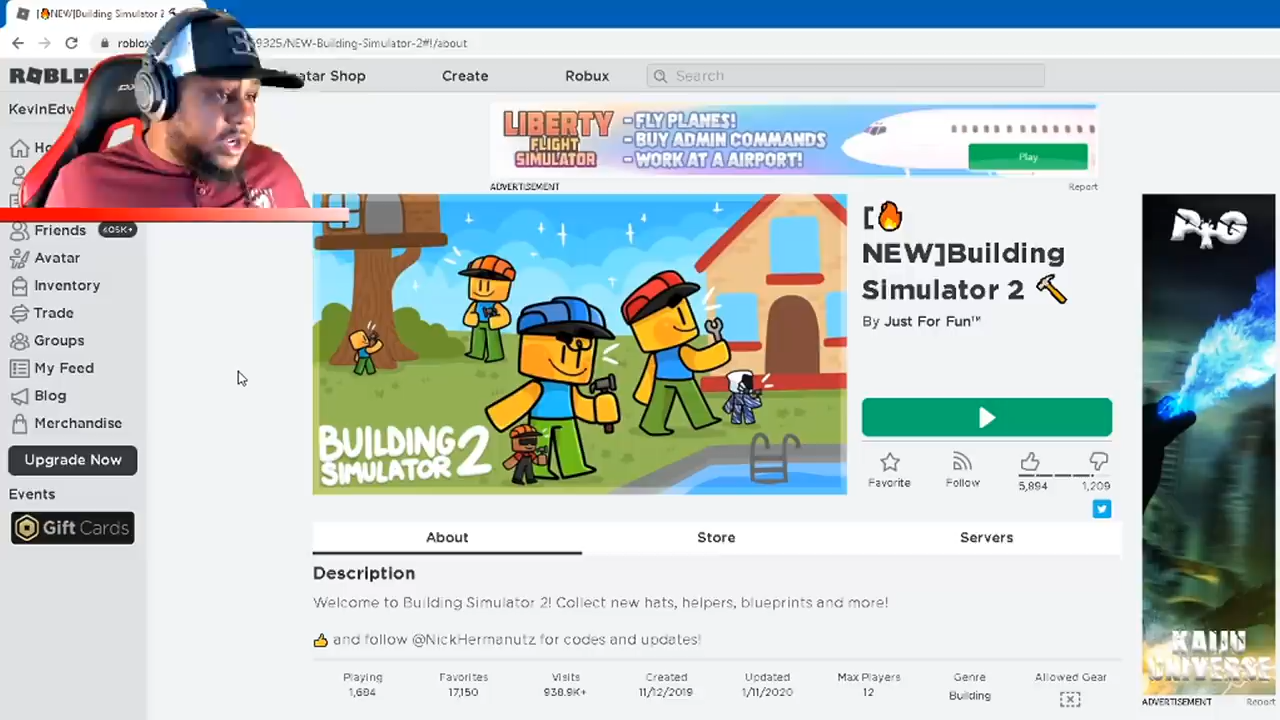 [🔥NEW]Building Simulator 2
9325/NEW-Building-Simulator-2#!/about
Shop
Create
Robux
Search
LIBERTY
FLIGHT
SIMULATOR
- FLY PLANES!
- BUY ADMIN COMMANDS
- WORK AT A AIRPORT!
Play
ADVERTISEMENT
Report
Friends
405K+
Avatar
Inventory
Trade
Groups
My Feed
Blog
Merchandise
Upgrade Now
Events
Gift Cards
BUILDING
SIMULATOR 2
[🔥
NEW]Building
Simulator 2 🔨
By Just For Fun™
Favorite
Follow
5,894
1,209
About
Store
Servers
Description
Welcome to Building Simulator 2! Collect new hats, helpers, blueprints and more!
👍 and follow @NickHermanutz for codes and updates!
Playing
1,684
Favorites
17,150
Visits
938.9K+
Created
11/12/2019
Updated
1/11/2020
Max Players
12
Genre
Building
Allowed Gear
KAIJU
UNIVERSE
ADVERTISEMENT
Report